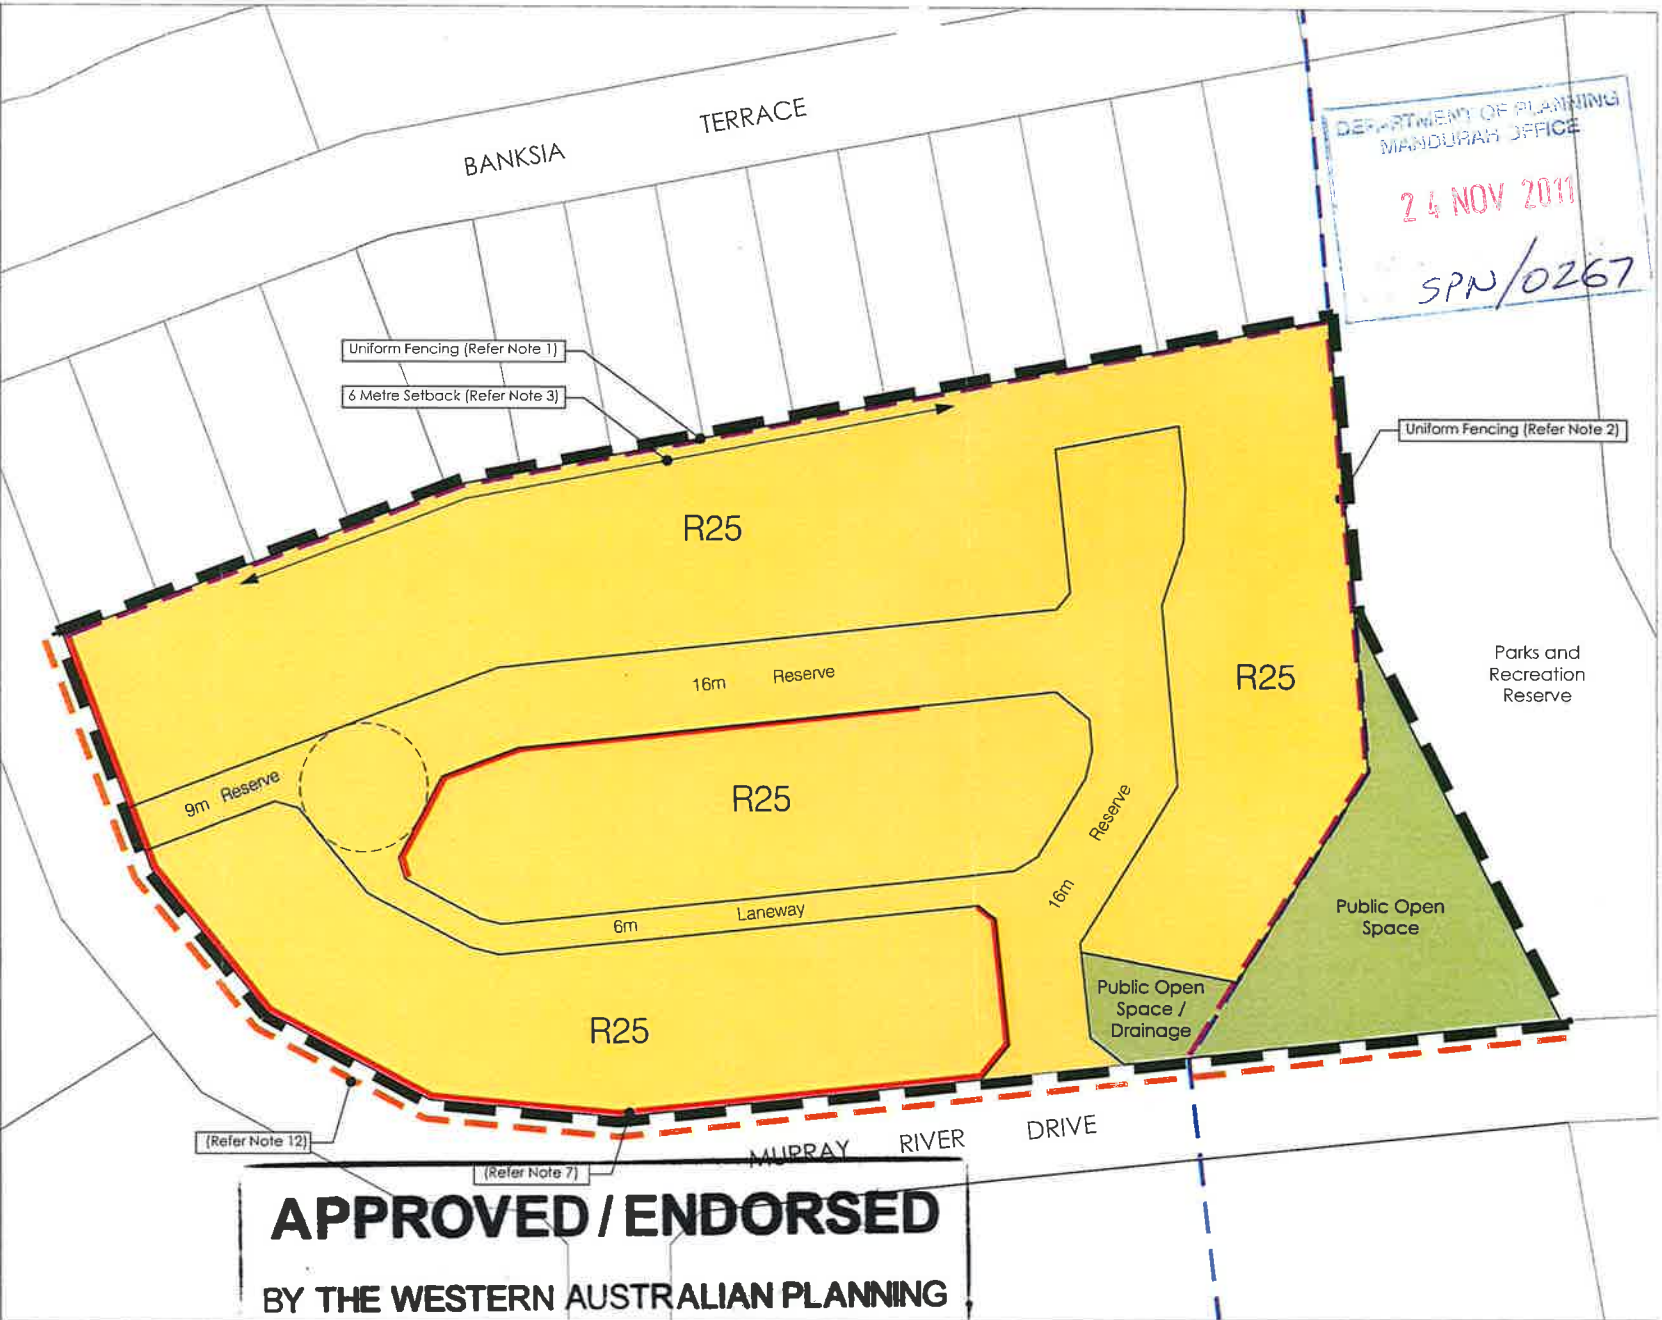 BANKSIA TERRACE
DEPARTMENT OF PLANNING
MANDURAH OFFICE
24 NOV 2011
SPN/0267
Uniform Fencing (Refer Note 1)
6 Metre Setback (Refer Note 3)
Uniform Fencing (Refer Note 2)
R25
R25
Parks and
Recreation
Reserve
16m Reserve
9m Reserve
R25
16m Reserve
6m Laneway
Public Open
Space
Public Open
Space /
Drainage
R25
(Refer Note 12)
(Refer Note 7)
MURRAY RIVER DRIVE
APPROVED / ENDORSED
BY THE WESTERN AUSTRALIAN PLANNING